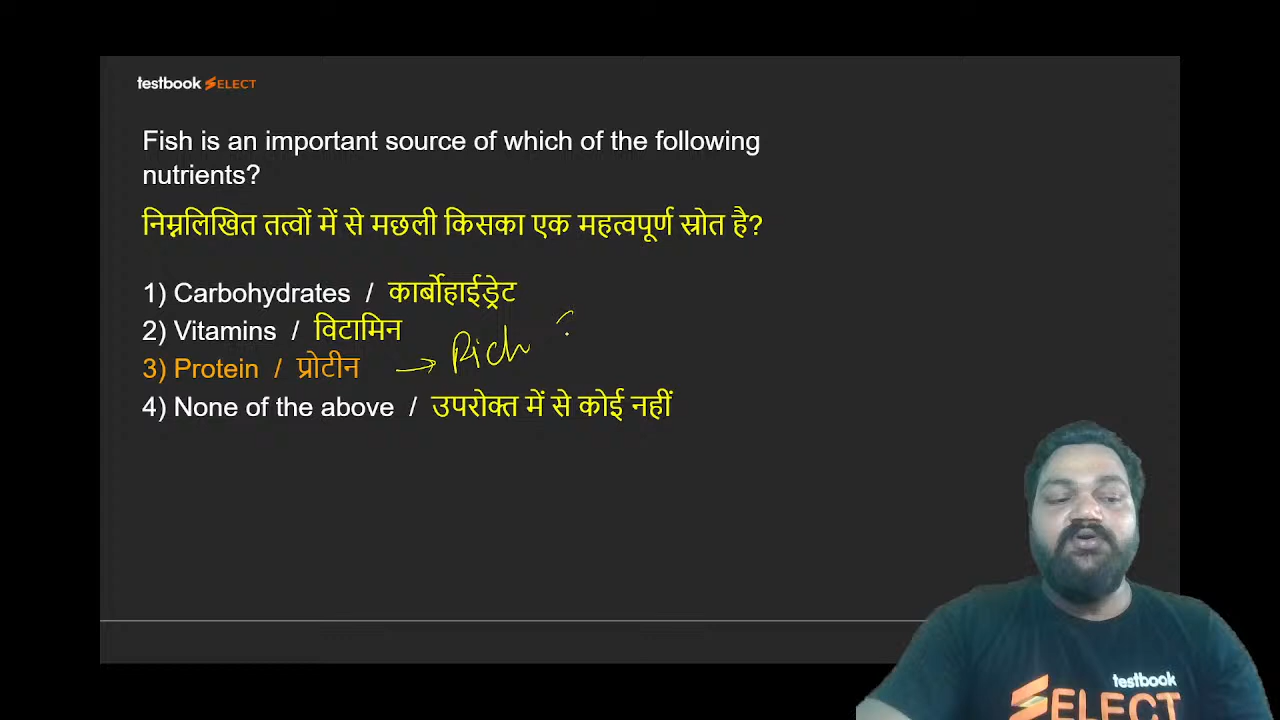 testbook SELECT
Fish is an important source of which of the following
nutrients?
निम्नलिखित तत्वों में से मछली किसका एक महत्वपूर्ण स्रोत है?
1) Carbohydrates / कार्बोहाईड्रेट
2) Vitamins / विटामिन
3) Protein / प्रोटीन → Rich
4) None of the above / उपरोक्त में से कोई नहीं
testbook
SELECT